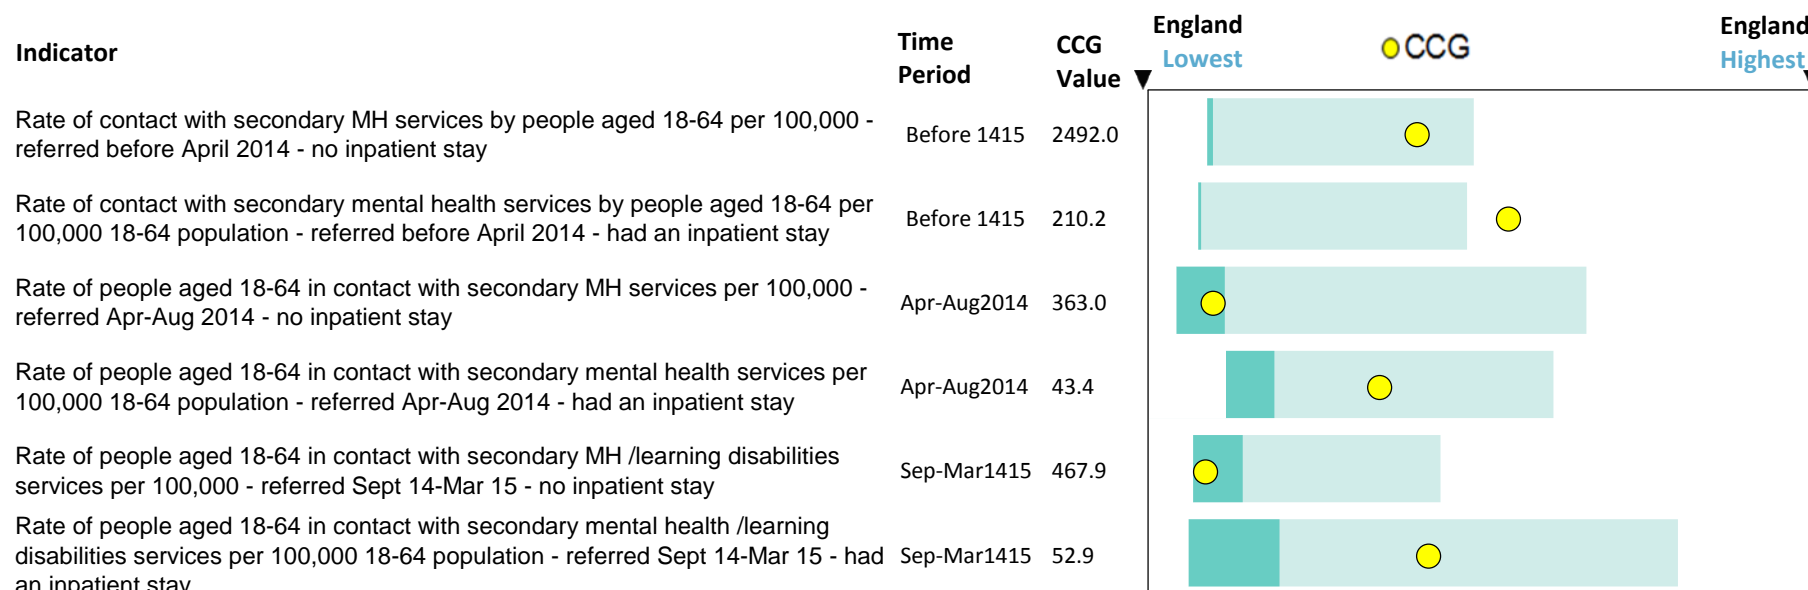 Indicator
Time
Period
CCG
Value
England
Lowest
CCG
England
Highest
Rate of contact with secondary MH services by people aged 18-64 per 100,000 -
referred before April 2014 - no inpatient stay
Before 1415 2492.0
Rate of contact with secondary mental health services by people aged 18-64 per
100,000 18-64 population - referred before April 2014 - had an inpatient stay
Before 1415 210.2
Rate of people aged 18-64 in contact with secondary MH services per 100,000 -
referred Apr-Aug 2014 - no inpatient stay
Apr-Aug2014 363.0
Rate of people aged 18-64 in contact with secondary mental health services per
100,000 18-64 population - referred Apr-Aug 2014 - had an inpatient stay
Apr-Aug2014 43.4
Rate of people aged 18-64 in contact with secondary MH /learning disabilities
services per 100,000 - referred Sept 14-Mar 15 - no inpatient stay
Sep-Mar1415 467.9
Rate of people aged 18-64 in contact with secondary mental health /learning
disabilities services per 100,000 18-64 population - referred Sept 14-Mar 15 - had
an inpatient stay
Sep-Mar1415 52.9